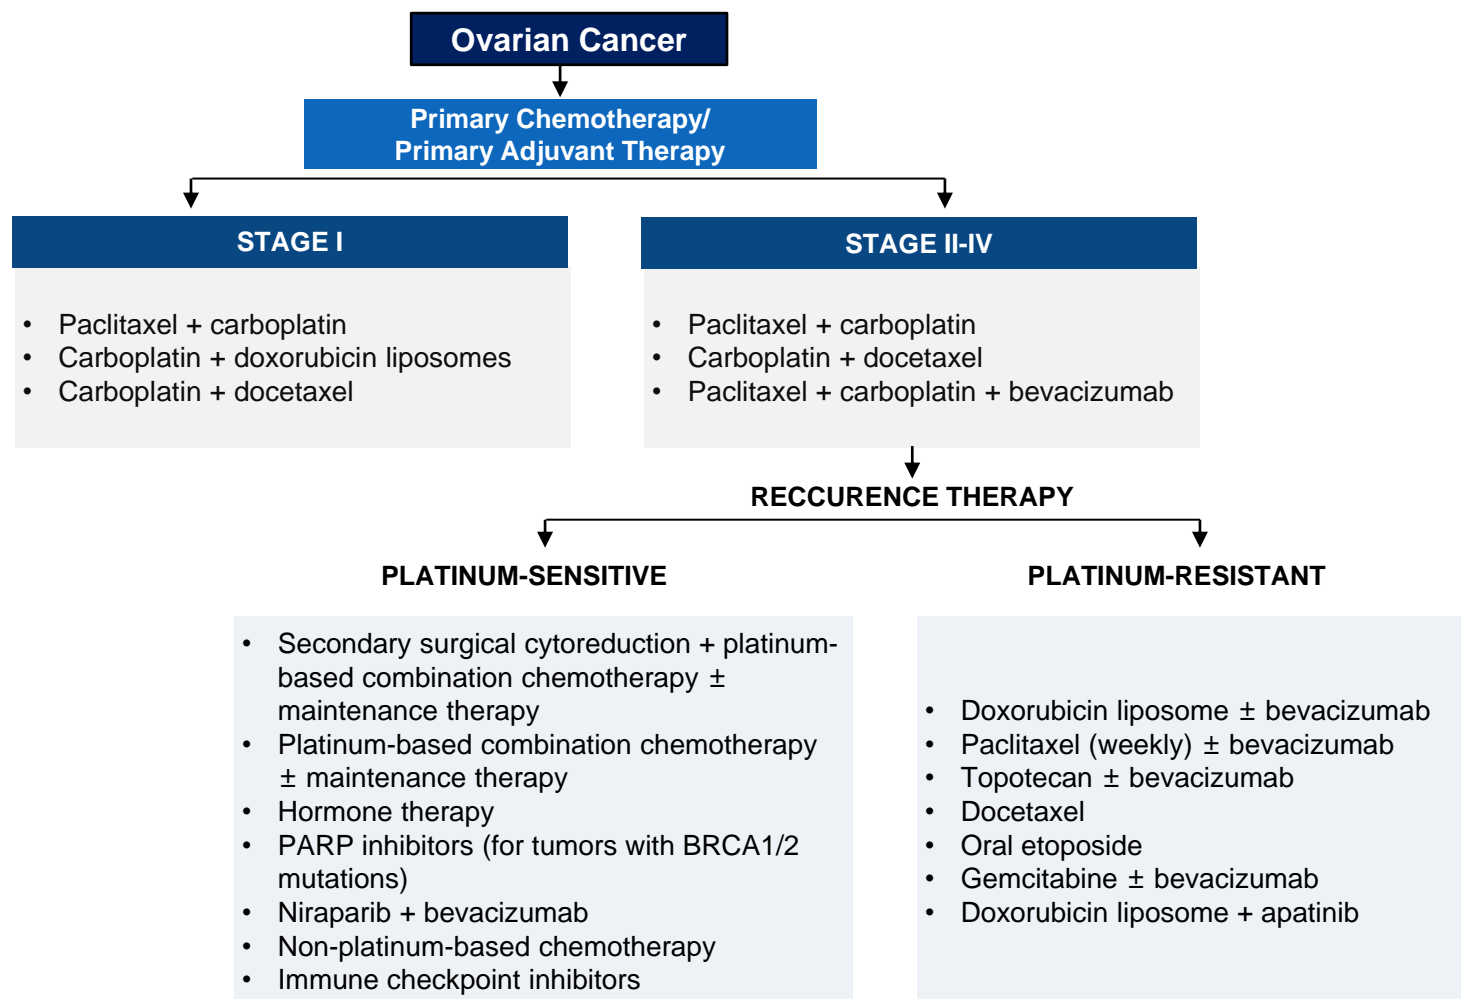 Ovarian Cancer
Primary Chemotherapy/
Primary Adjuvant Therapy
STAGE I
• Paclitaxel + carboplatin
• Carboplatin + doxorubicin liposomes
• Carboplatin + docetaxel
STAGE II-IV
• Paclitaxel + carboplatin
• Carboplatin + docetaxel
• Paclitaxel + carboplatin + bevacizumab
RECCURENCE THERAPY
PLATINUM-SENSITIVE
• Secondary surgical cytoreduction + platinum-
based combination chemotherapy ±
maintenance therapy
• Platinum-based combination chemotherapy
± maintenance therapy
• Hormone therapy
• PARP inhibitors (for tumors with BRCA1/2
mutations)
• Niraparib + bevacizumab
• Non-platinum-based chemotherapy
• Immune checkpoint inhibitors
PLATINUM-RESISTANT
• Doxorubicin liposome ± bevacizumab
• Paclitaxel (weekly) ± bevacizumab
• Topotecan ± bevacizumab
• Docetaxel
• Oral etoposide
• Gemcitabine ± bevacizumab
• Doxorubicin liposome + apatinib